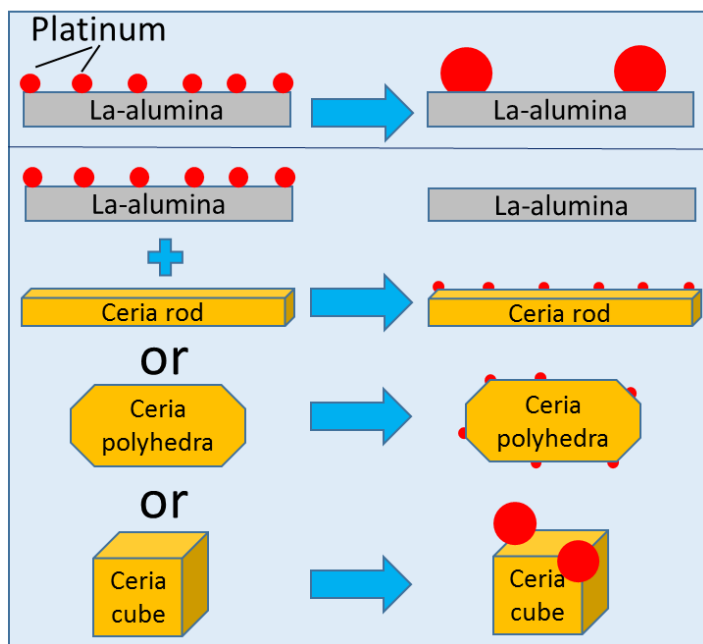 Platinum
La-alumina
La-alumina
La-alumina
La-alumina
Ceria rod
Ceria rod
or
Ceria
polyhedra
Ceria
polyhedra
or
Ceria
cube
Ceria
cube